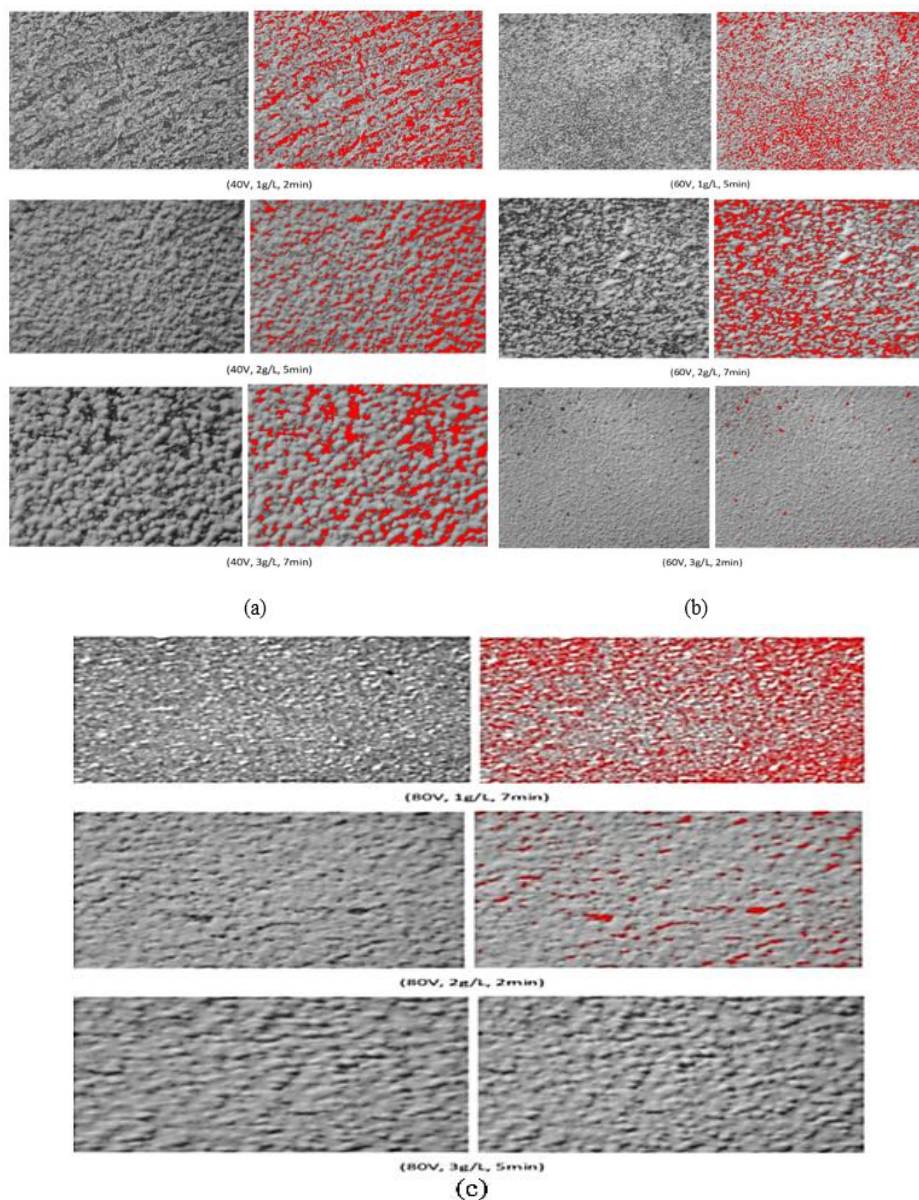 (40V, 1g/L, 2min)
(60V, 1g/L, 5min)
(40V, 2g/L, 5min)
(60V, 2g/L, 7min)
(40V, 3g/L, 7min)
(60V, 3g/L, 2min)
(a)
(b)
(80V, 1g/L, 7min)
(80V, 2g/L, 2min)
(80V, 3g/L, 5min)
(c)